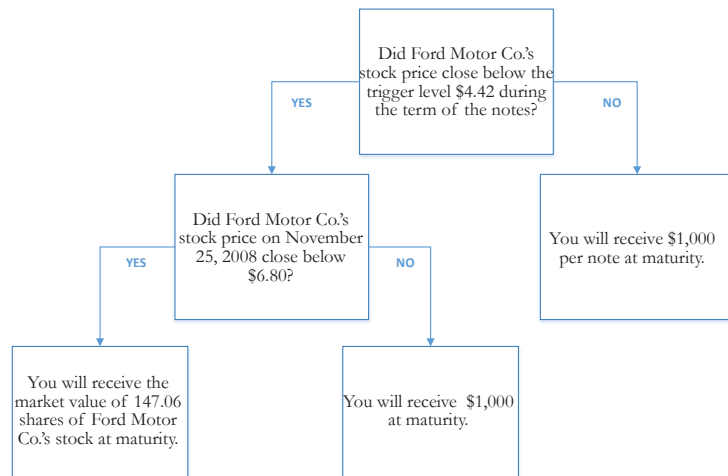 Did Ford Motor Co.'s
stock price close below the
trigger level $4.42 during
the term of the notes?
YES
NO
Did Ford Motor Co.'s
stock price on November
25, 2008 close below
$6.80?
You will receive $1,000
per note at maturity.
YES
NO
You will receive the
market value of 147.06
shares of Ford Motor
Co.'s stock at maturity.
You will receive $1,000
at maturity.